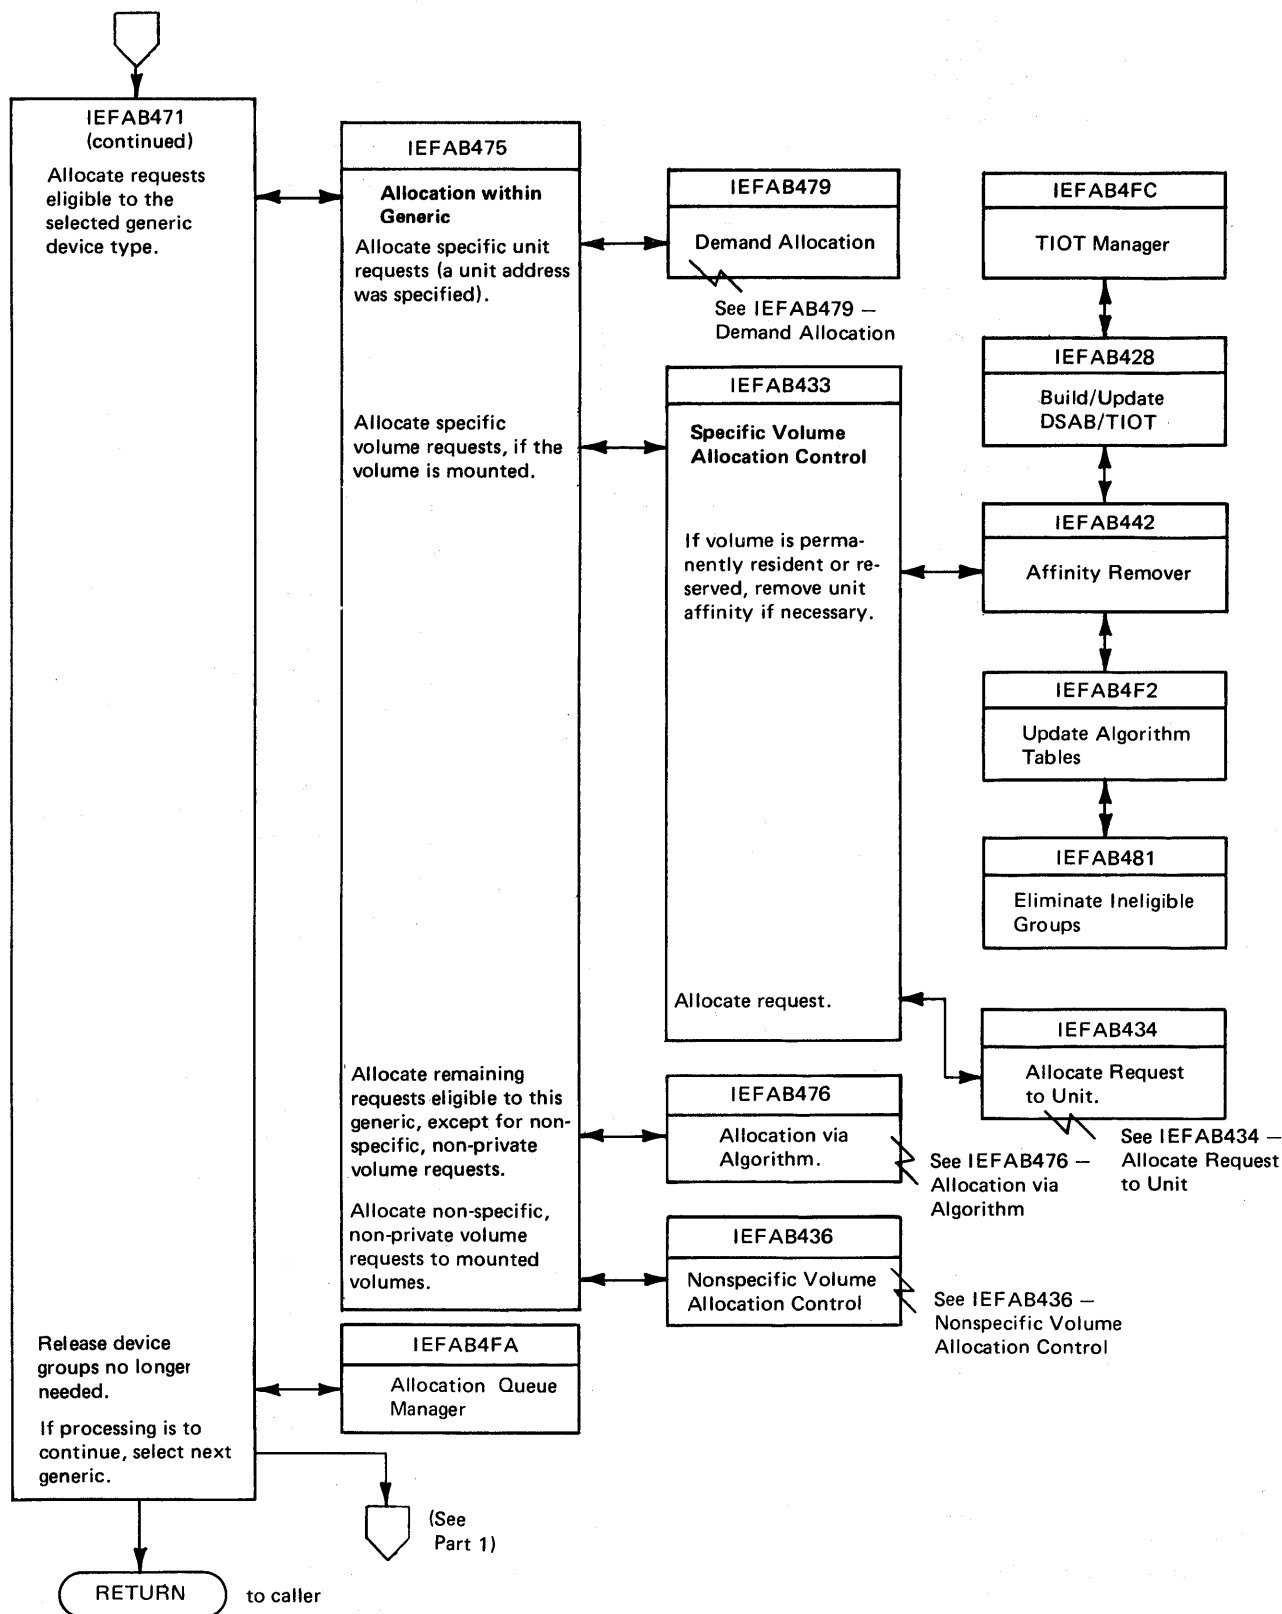 IEFAB471
(continued)
Allocate requests
eligible to the
selected generic
device type.
Release device
groups no longer
needed.
If processing is to
continue, select next
generic.
RETURN
to caller
IEFAB475
Allocation within
Generic
Allocate specific unit
requests (a unit address
was specified).
Allocate specific
volume requests, if the
volume is mounted.
Allocate remaining
requests eligible to this
generic, except for non-
specific, non-private
volume requests.
Allocate non-specific,
non-private volume
requests to mounted
volumes.
IEFAB4FA
Allocation Queue
Manager
(See
Part 1)
IEFAB479
Demand Allocation
See IEFAB479 –
Demand Allocation
IEFAB433
Specific Volume
Allocation Control
If volume is perma-
nently resident or re-
served, remove unit
affinity if necessary.
Allocate request.
IEFAB476
Allocation via
Algorithm.
See IEFAB476 –
Allocation via
Algorithm
IEFAB436
Nonspecific Volume
Allocation Control
See IEFAB436 –
Nonspecific Volume
Allocation Control
IEFAB4FC
TIOT Manager
IEFAB428
Build/Update
DSAB/TIOT
IEFAB442
Affinity Remover
IEFAB4F2
Update Algorithm
Tables
IEFAB481
Eliminate Ineligible
Groups
IEFAB434
Allocate Request
to Unit.
See IEFAB434 –
Allocate Request
to Unit